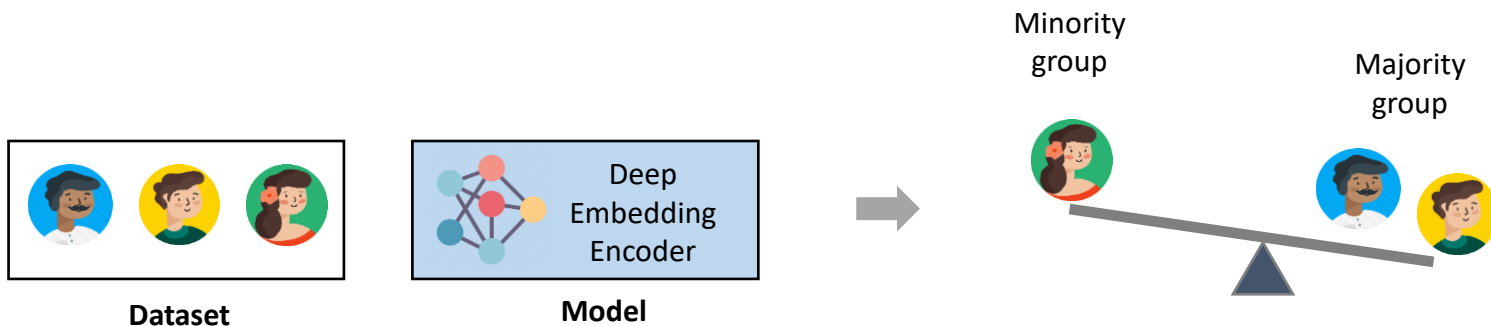 Minority
group
Majority
group
Deep
Embedding
Encoder
Dataset
Model